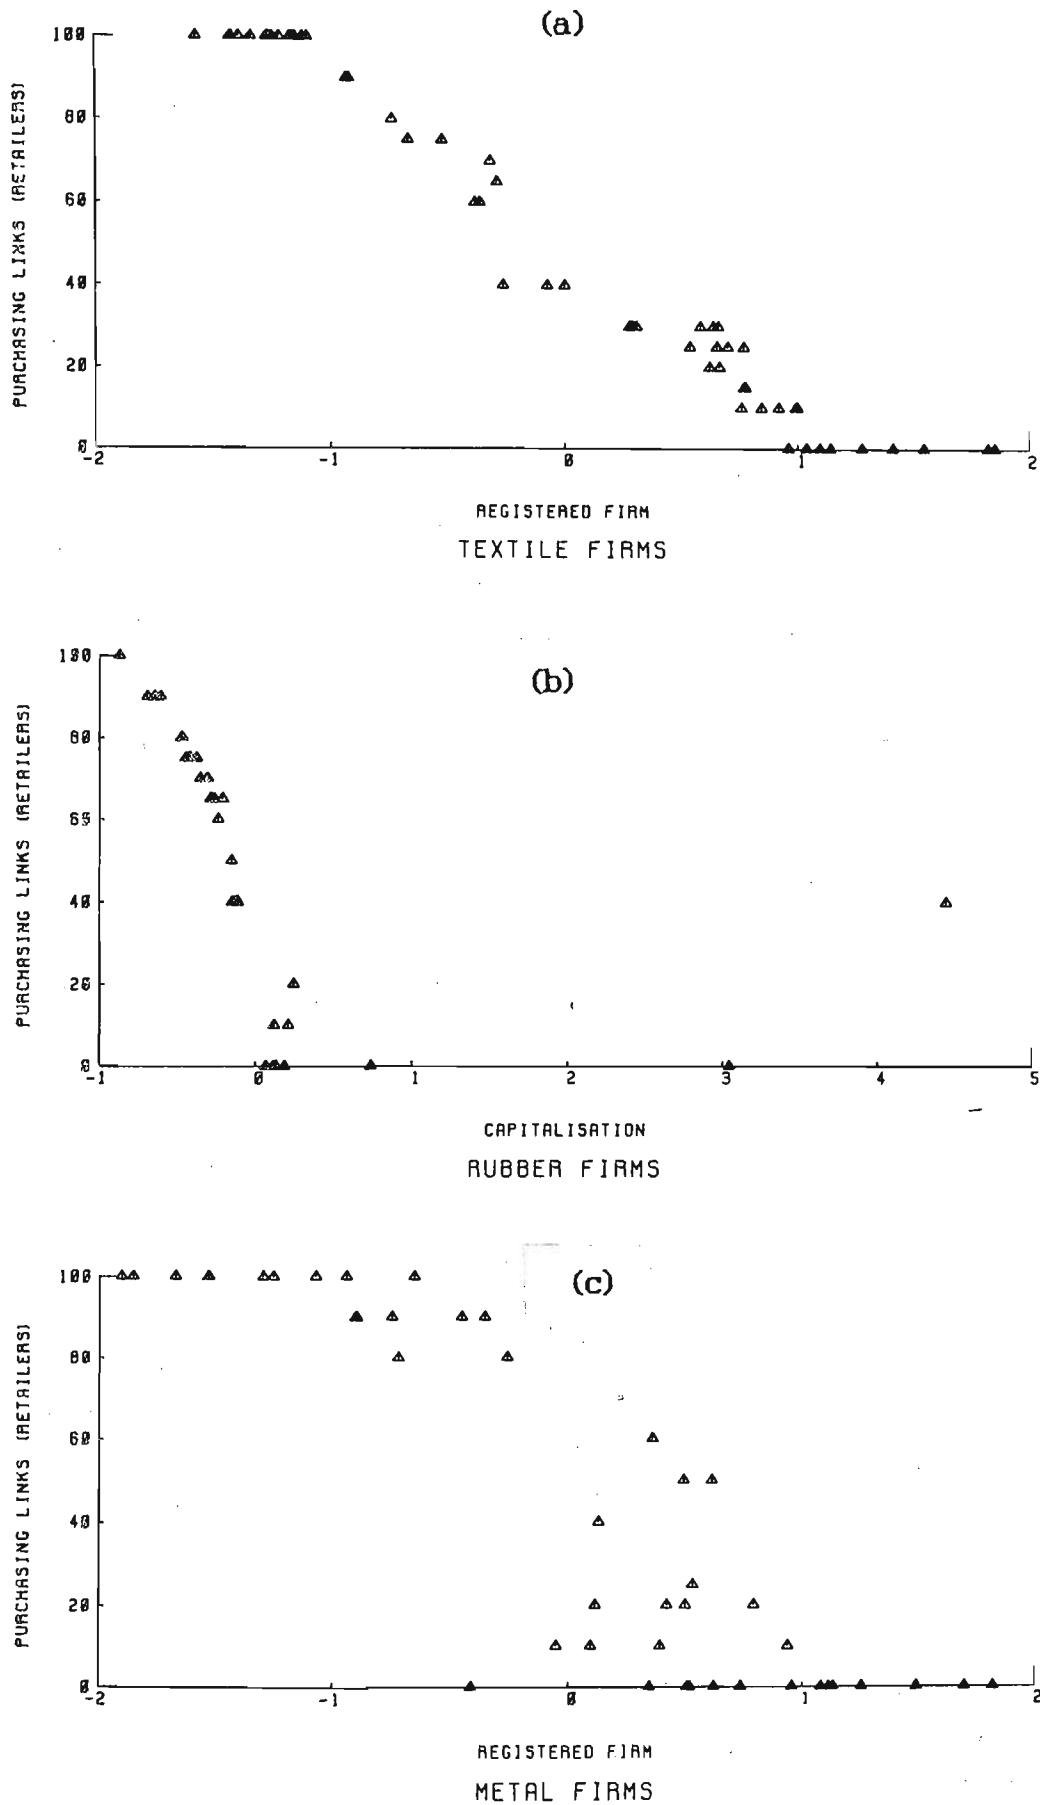 (a)
PURCHASING LINKS (RETAILERS)
100
80
60
40
20
0
-2 -1 0 1 2
REGISTERED FIRM
TEXTILE FIRMS
(b)
PURCHASING LINKS (RETAILERS)
100
80
60
40
20
0
-1 0 1 2 3 4 5
CAPITALISATION
RUBBER FIRMS
(c)
PURCHASING LINKS (RETAILERS)
100
80
60
40
20
0
-2 -1 0 1 2
REGISTERED FIRM
METAL FIRMS